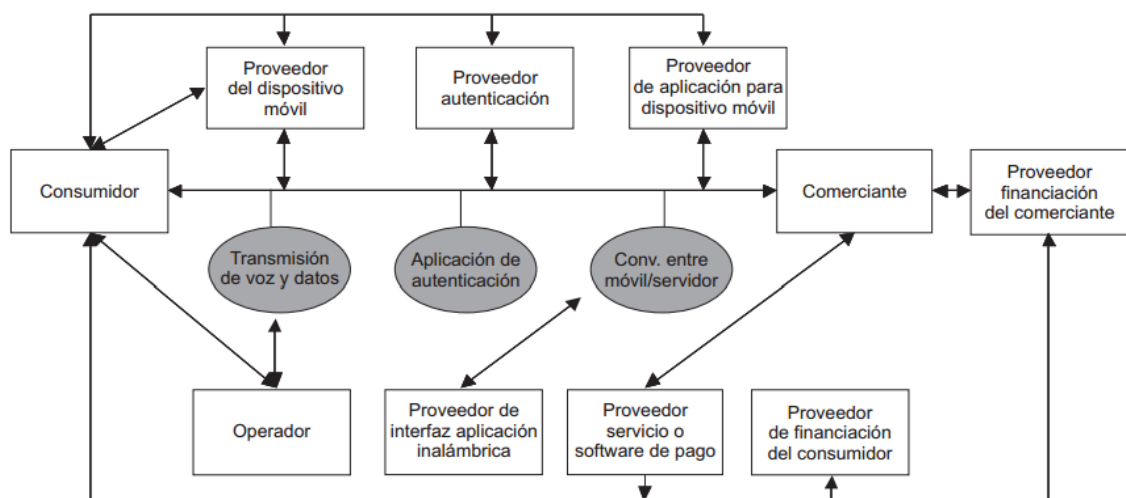 Proveedor
del dispositivo
móvil
Proveedor
autenticación
Proveedor
de aplicación para
dispositivo móvil
Consumidor
Comerciante
Proveedor
financiación
del comerciante
Transmisión
de voz y datos
Aplicación de
autenticación
Conv. entre
móvil/servidor
Operador
Proveedor de
interfaz aplicación
inalámbrica
Proveedor
servicio o
software de pago
Proveedor
de financiación
del consumidor